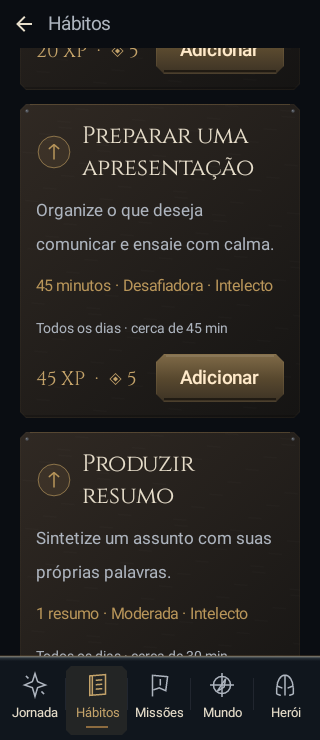 Hábitos
20 XP · 5
Adicionar
Preparar uma
apresentação
Organize o que deseja
comunicar e ensaie com calma.
45 minutos · Desafiadora · Intelecto
Todos os dias · cerca de 45 min
45 XP · 5
Adicionar
Produzir
resumo
Sintetize um assunto com suas
próprias palavras.
1 resumo · Moderada · Intelecto
Todos os dias · cerca de 30 min
Jornada
Hábitos
Missões
Mundo
Herói